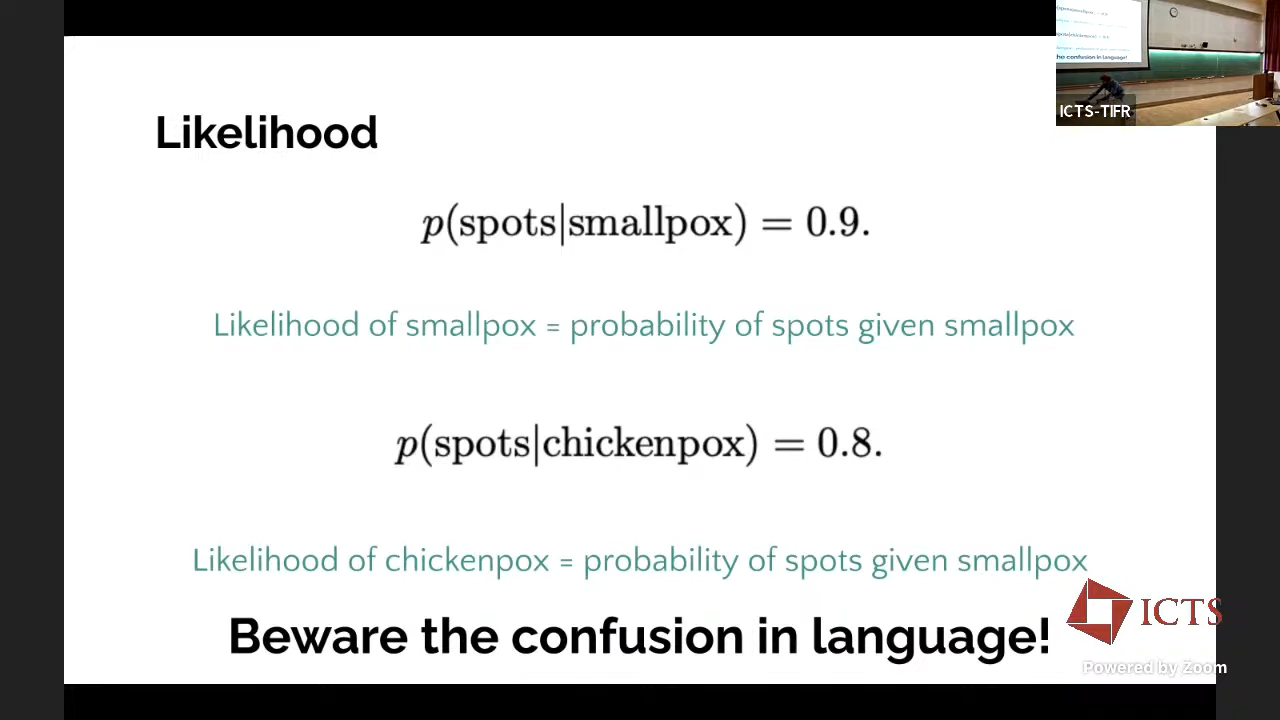 Likelihood
p(spots|smallpox) = 0.9.
Likelihood of smallpox = probability of spots given smallpox
p(spots|chickenpox) = 0.8.
Likelihood of chickenpox = probability of spots given smallpox
Beware the confusion in language!
ICTS
Powered by Zoom
ICTS-TIFR